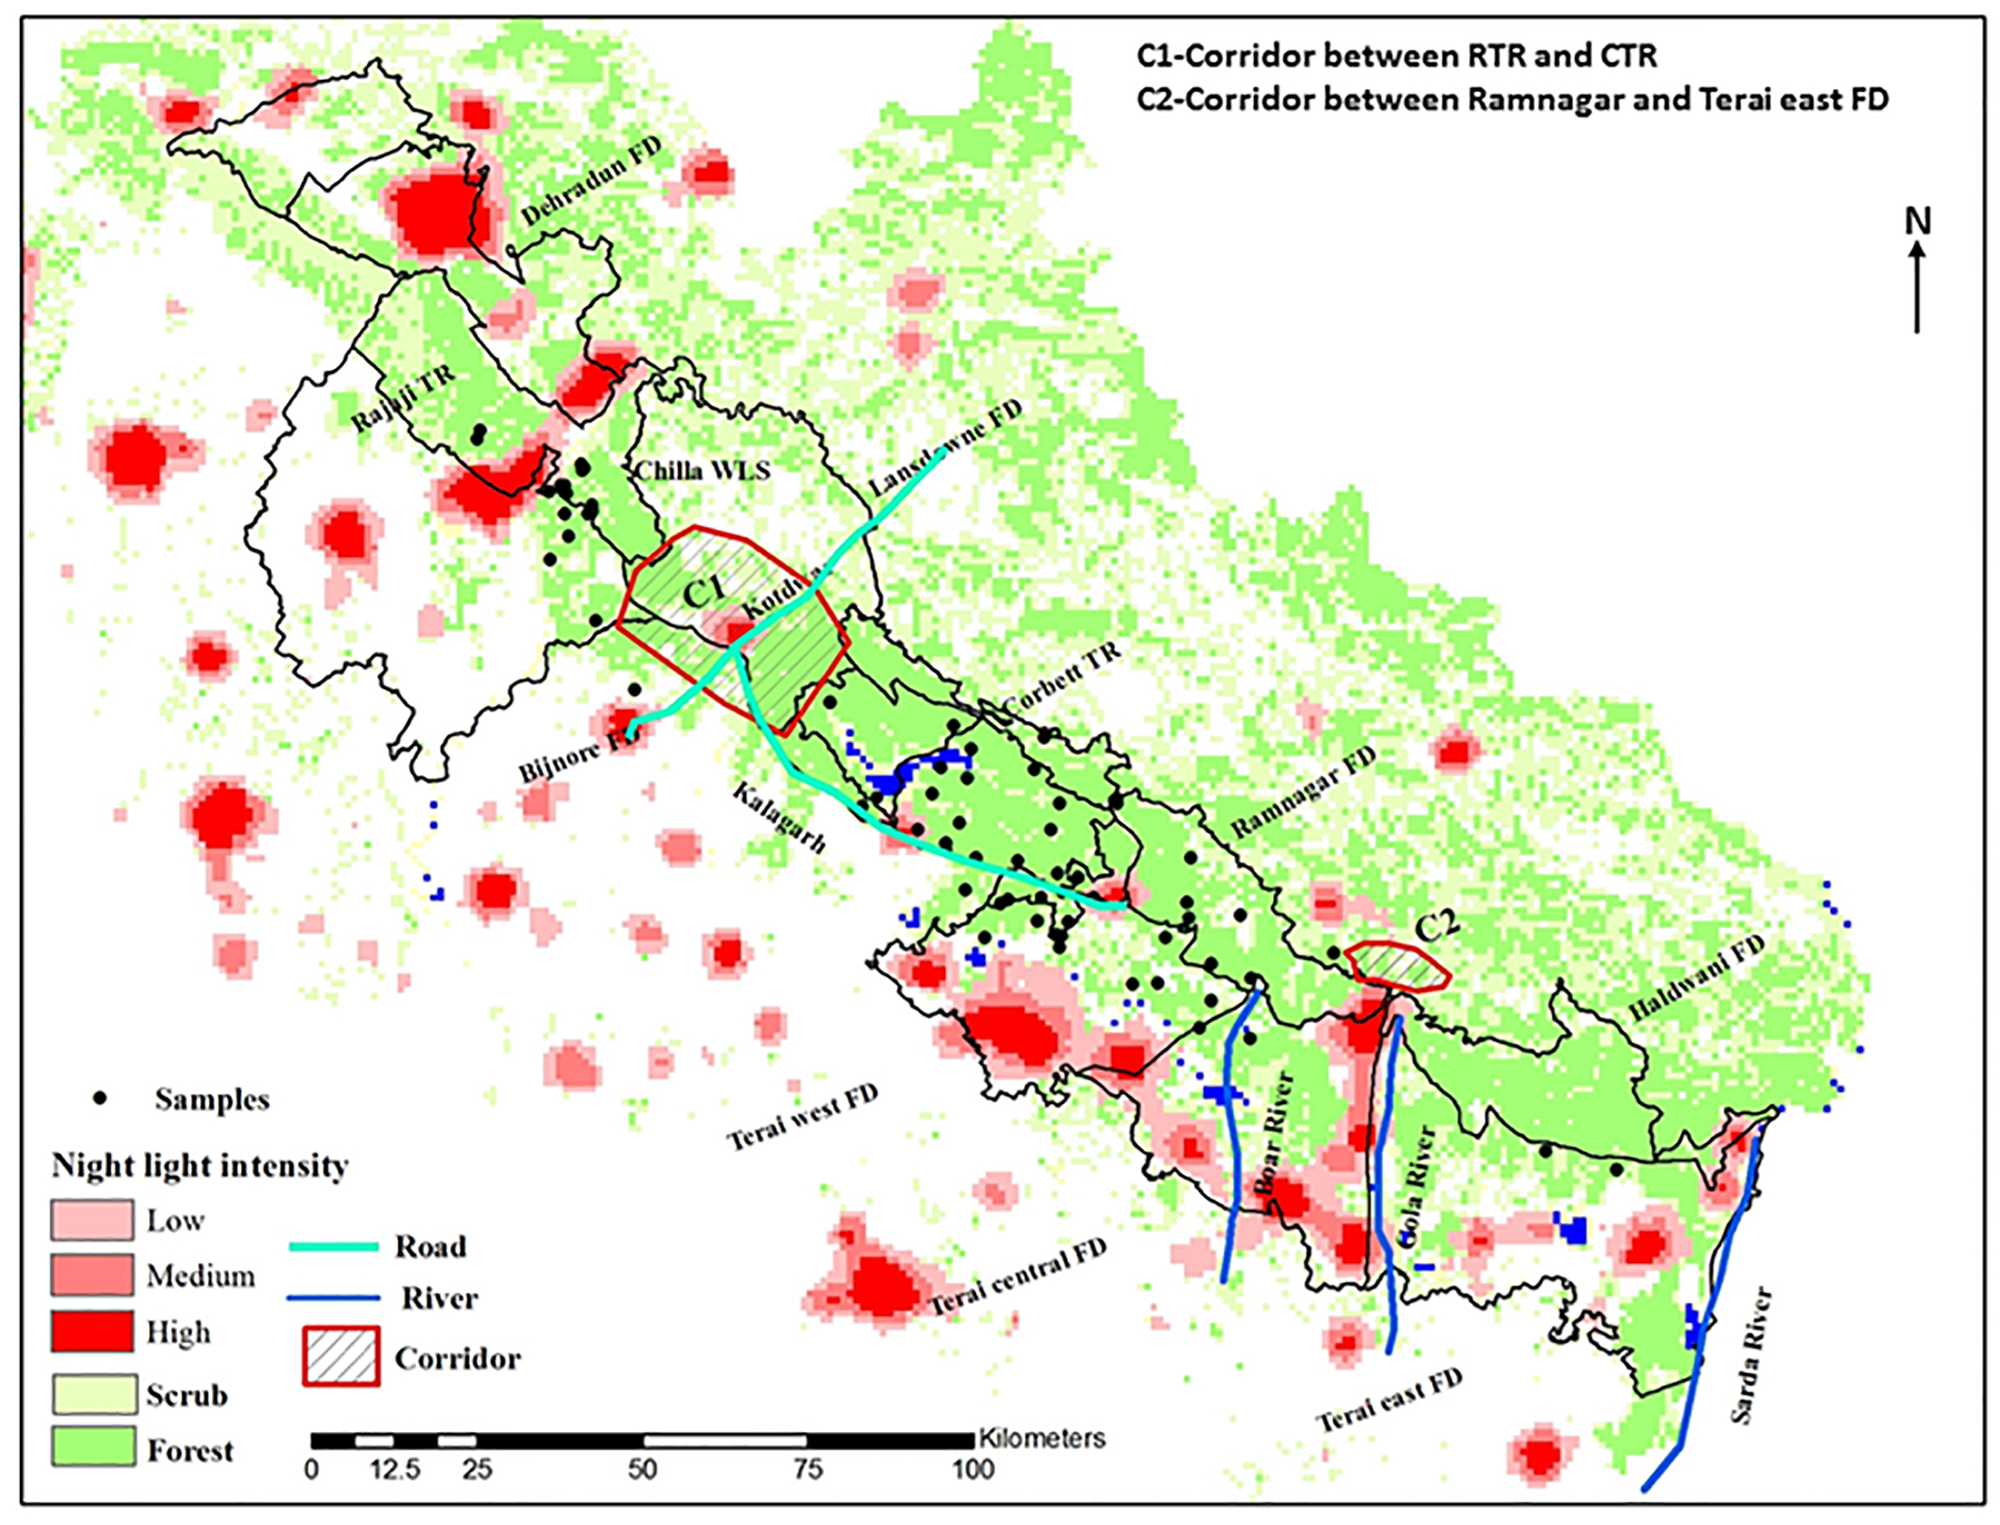 C1-Corridor between RTR and CTR
C2-Corridor between Ramnagar and Terai east FD
N
Dehradun FD
Rajaji TR
Chilla WLS
Lansdowne FD
C1
Corbett TR
Bijnore FD
Kalagarh
Ramnagar FD
C2
Haldwani FD
Terai west FD
Boar River
Gola River
Terai central FD
Terai east FD
Sarda River
Samples
Night light intensity
Low
Medium
High
Scrub
Forest
Road
River
Corridor
Kilometers
0 12.5 25 50 75 100